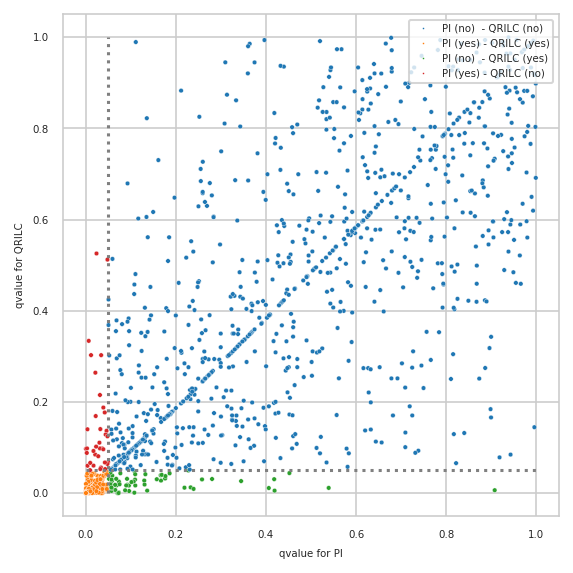 PI (no)  - QRILC (no)
PI (yes) - QRILC (yes)
PI (no)  - QRILC (yes)
PI (yes) - QRILC (no)
1.0
0.8
0.6
0.4
0.2
0.0
qvalue for QRILC
0.0 0.2 0.4 0.6 0.8 1.0
qvalue for PI